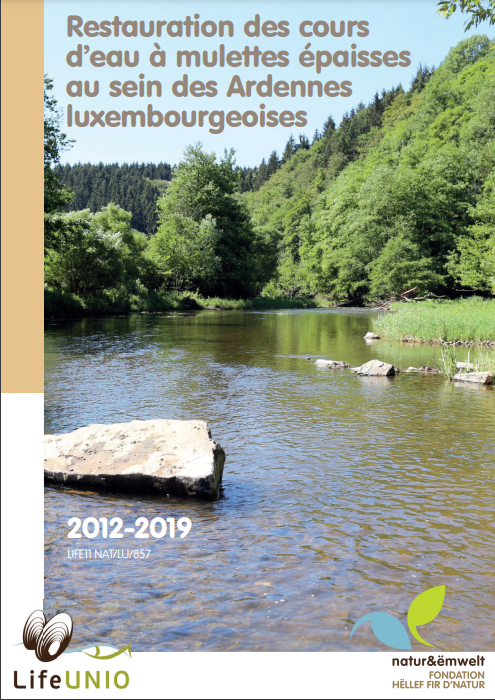 Restauration des cours
d'eau à mulettes épaisses
au sein des Ardennes
luxembourgeoises
2012-2019
LIFE11 NAT/LU/857
LifeUNIO
natur&ëmwelt
FONDATION
HËLLEF FIR D'NATUR